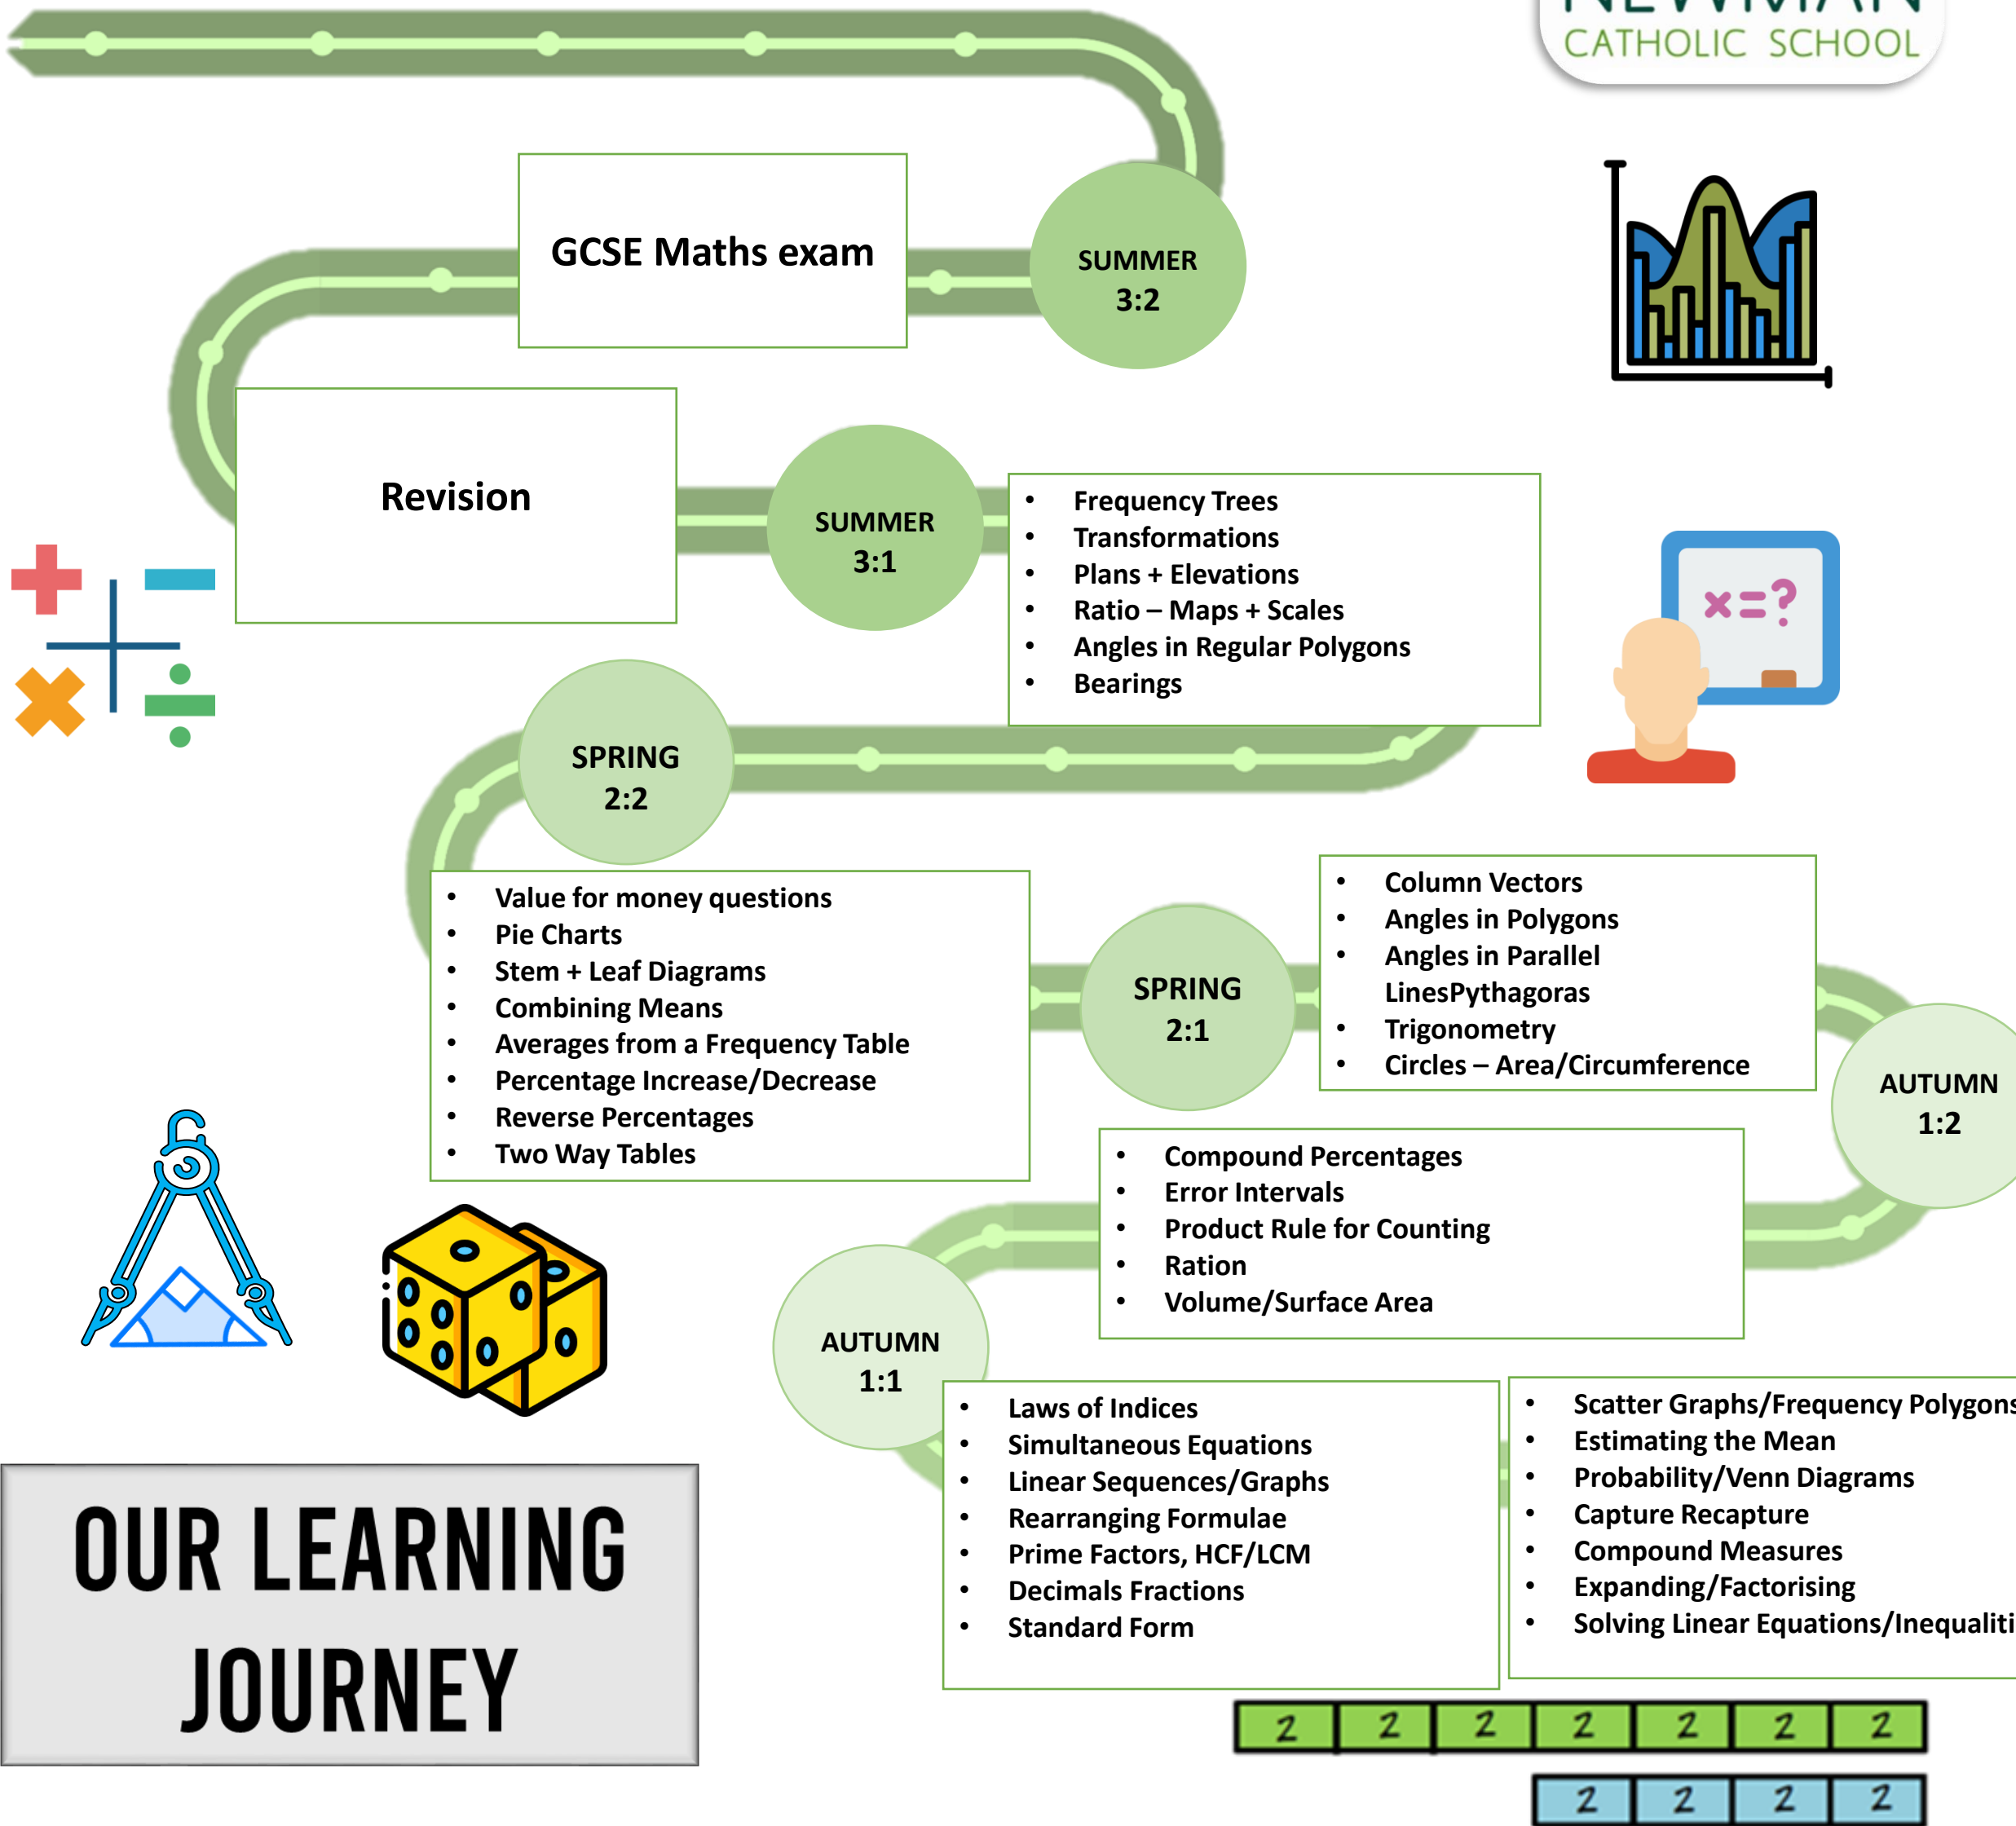 CATHOLIC SCHOOL
GCSE Maths exam
SUMMER
3:2
Revision
SUMMER
3:1
• Frequency Trees
• Transformations
• Plans + Elevations
• Ratio – Maps + Scales
• Angles in Regular Polygons
• Bearings
x=?
SPRING
2:2
• Value for money questions
• Pie Charts
• Stem + Leaf Diagrams
• Combining Means
• Averages from a Frequency Table
• Percentage Increase/Decrease
• Reverse Percentages
• Two Way Tables
SPRING
2:1
• Column Vectors
• Angles in Polygons
• Angles in Parallel
LinesPythagoras
• Trigonometry
• Circles – Area/Circumference
AUTUMN
1:2
• Compound Percentages
• Error Intervals
• Product Rule for Counting
• Ration
• Volume/Surface Area
AUTUMN
1:1
• Laws of Indices
• Simultaneous Equations
• Linear Sequences/Graphs
• Rearranging Formulae
• Prime Factors, HCF/LCM
• Decimals Fractions
• Standard Form
• Scatter Graphs/Frequency Polygons
• Estimating the Mean
• Probability/Venn Diagrams
• Capture Recapture
• Compound Measures
• Expanding/Factorising
• Solving Linear Equations/Inequaliti
OUR LEARNING
JOURNEY
2 2 2 2 2 2 2
2 2 2 2